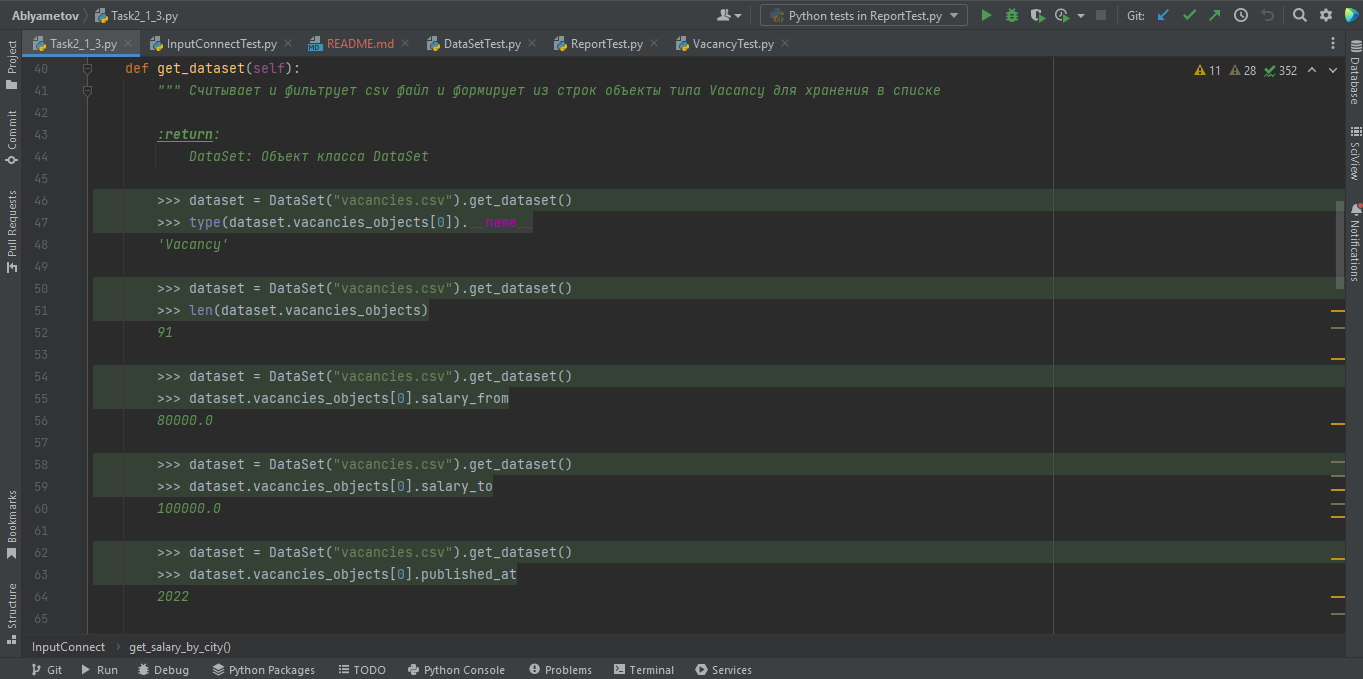 Ablyametov
Task2_1_3.py
Python tests in ReportTest.py
Git:
Task2_1_3.py
InputConnectTest.py
README.md
DataSetTest.py
ReportTest.py
VacancyTest.py
Project
Commit
Pull Requests
Bookmarks
Structure
40 def get_dataset(self):
11 28 352
41 """ Считывает и фильтрует csv файл и формирует из строк объекты типа Vacancy для хранения в списке
42
43 :return:
44 DataSet: Объект класса DataSet
45
46 >>> dataset = DataSet("vacancies.csv").get_dataset()
47 >>> type(dataset.vacancies_objects[0]).__name__
48 'Vacancy'
49
50 >>> dataset = DataSet("vacancies.csv").get_dataset()
51 >>> len(dataset.vacancies_objects)
52 91
53
54 >>> dataset = DataSet("vacancies.csv").get_dataset()
55 >>> dataset.vacancies_objects[0].salary_from
56 80000.0
57
58 >>> dataset = DataSet("vacancies.csv").get_dataset()
59 >>> dataset.vacancies_objects[0].salary_to
60 100000.0
61
62 >>> dataset = DataSet("vacancies.csv").get_dataset()
63 >>> dataset.vacancies_objects[0].published_at
64 2022
65
Database
SciView
Notifications
InputConnect
get_salary_by_city()
Git
Run
Debug
Python Packages
TODO
Python Console
Problems
Terminal
Services